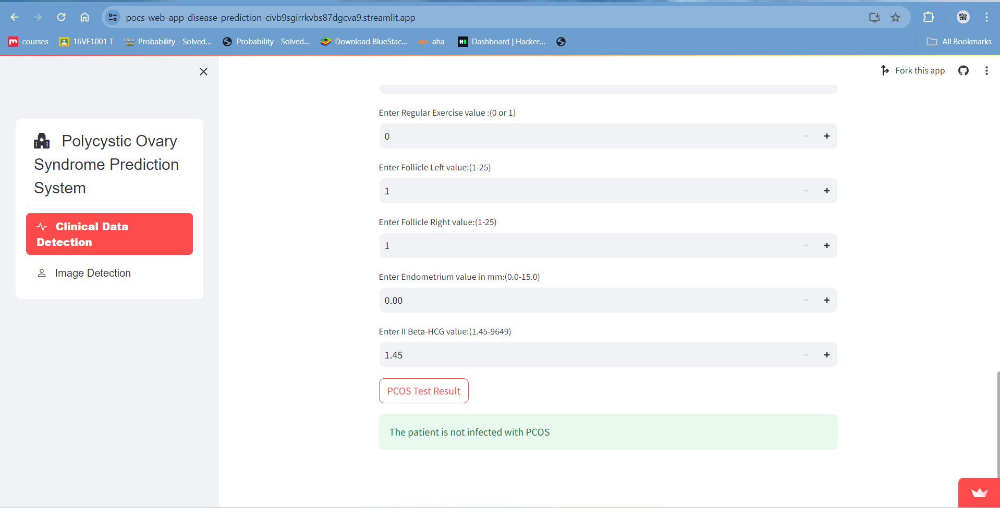 pocs-web-app-disease-prediction-civb9sgirrkvbs87dgcva9.streamlit.app
courses
16VE1001 T
Probability - Solved...
Probability - Solved...
Download BlueStac...
aha
Dashboard | Hacker...
All Bookmarks
Fork this app
Polycystic Ovary
Syndrome Prediction
System
Clinical Data
Detection
Image Detection
Enter Regular Exercise value :(0 or 1)
0
Enter Follicle Left value:(1-25)
1
Enter Follicle Right value:(1-25)
1
Enter Endometrium value in mm:(0.0-15.0)
0.00
Enter II Beta-HCG value:(1.45-9649)
1.45
PCOS Test Result
The patient is not infected with PCOS